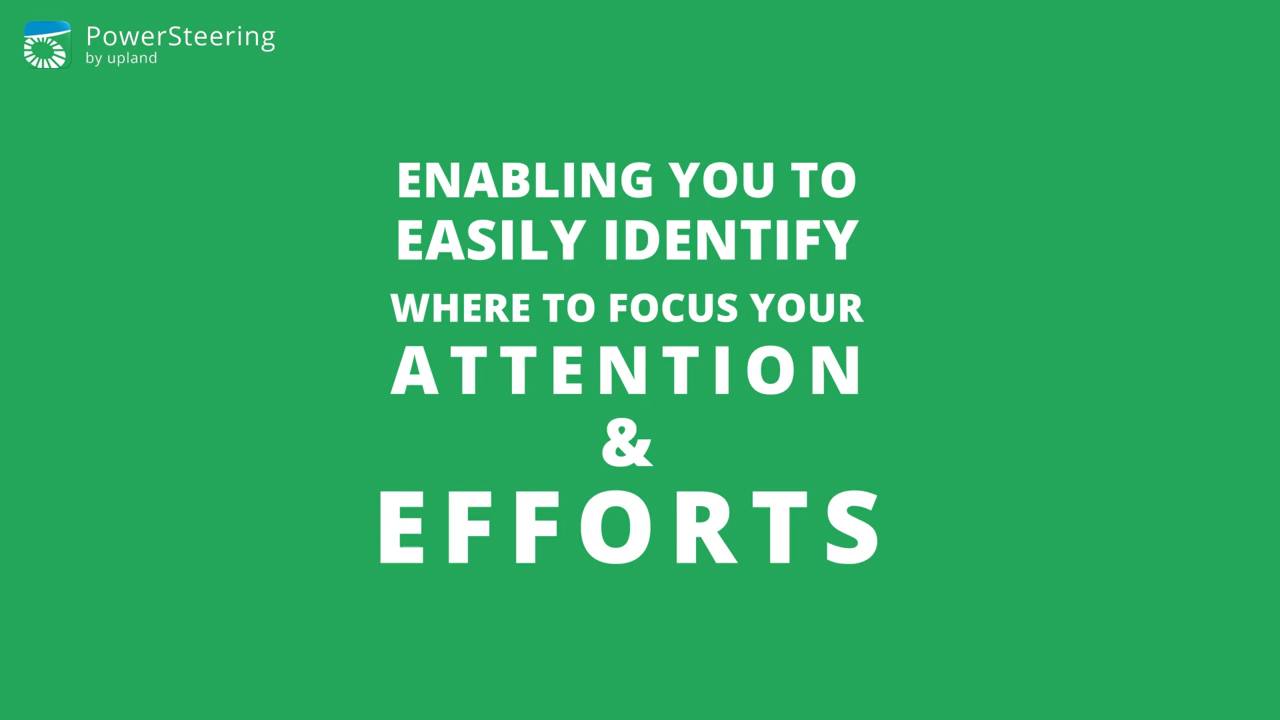 PowerSteering
by upland
ENABLING YOU TO
EASILY IDENTIFY
WHERE TO FOCUS YOUR
ATTENTION
&
EFFORTS